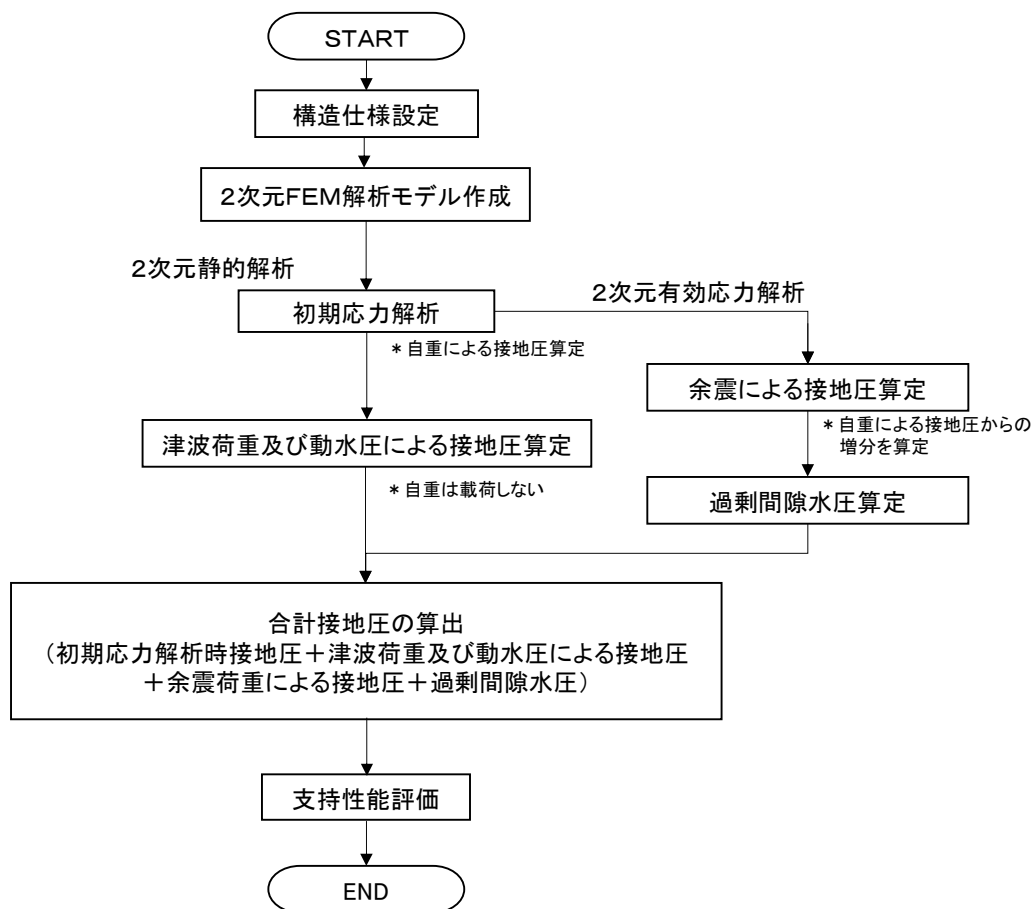 START
構造仕様設定
2次元FEM解析モデル作成
2次元静的解析
2次元有効応力解析
初期応力解析
*自重による接地圧算定
余震による接地圧算定
*自重による接地圧からの
増分を算定
津波荷重及び動水圧による接地圧算定
*自重は載荷しない
過剰間隙水圧算定
合計接地圧の算出
(初期応力解析時接地圧+津波荷重及び動水圧による接地圧
+余震荷重による接地圧+過剰間隙水圧)
支持性能評価
END